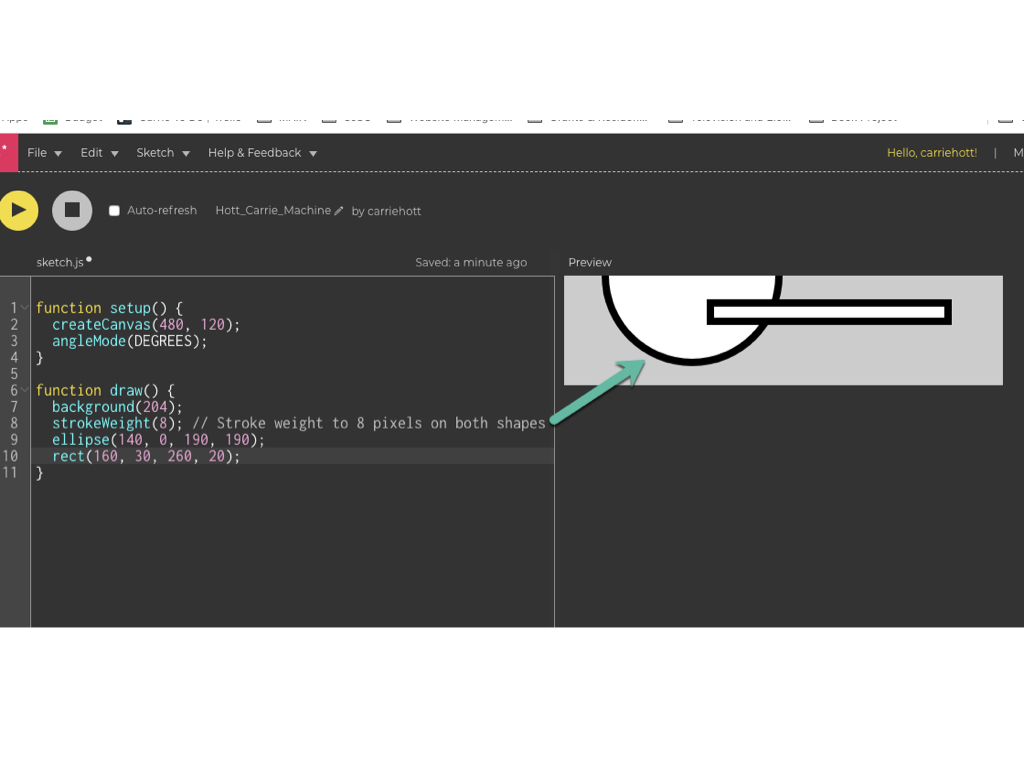 *
File Edit Sketch Help & Feedback Hello, carriehott! |
Auto-refresh Hott_Carrie_Machine by carriehott
sketch.js Saved: a minute ago Preview
1 function setup() {
2 createCanvas(480, 120);
3 angleMode(DEGREES);
4 }
5
6 function draw() {
7 background(204);
8 strokeWeight(8); // Stroke weight to 8 pixels on both shapes
9 ellipse(140, 0, 190, 190);
10 rect(160, 30, 260, 20);
11 }